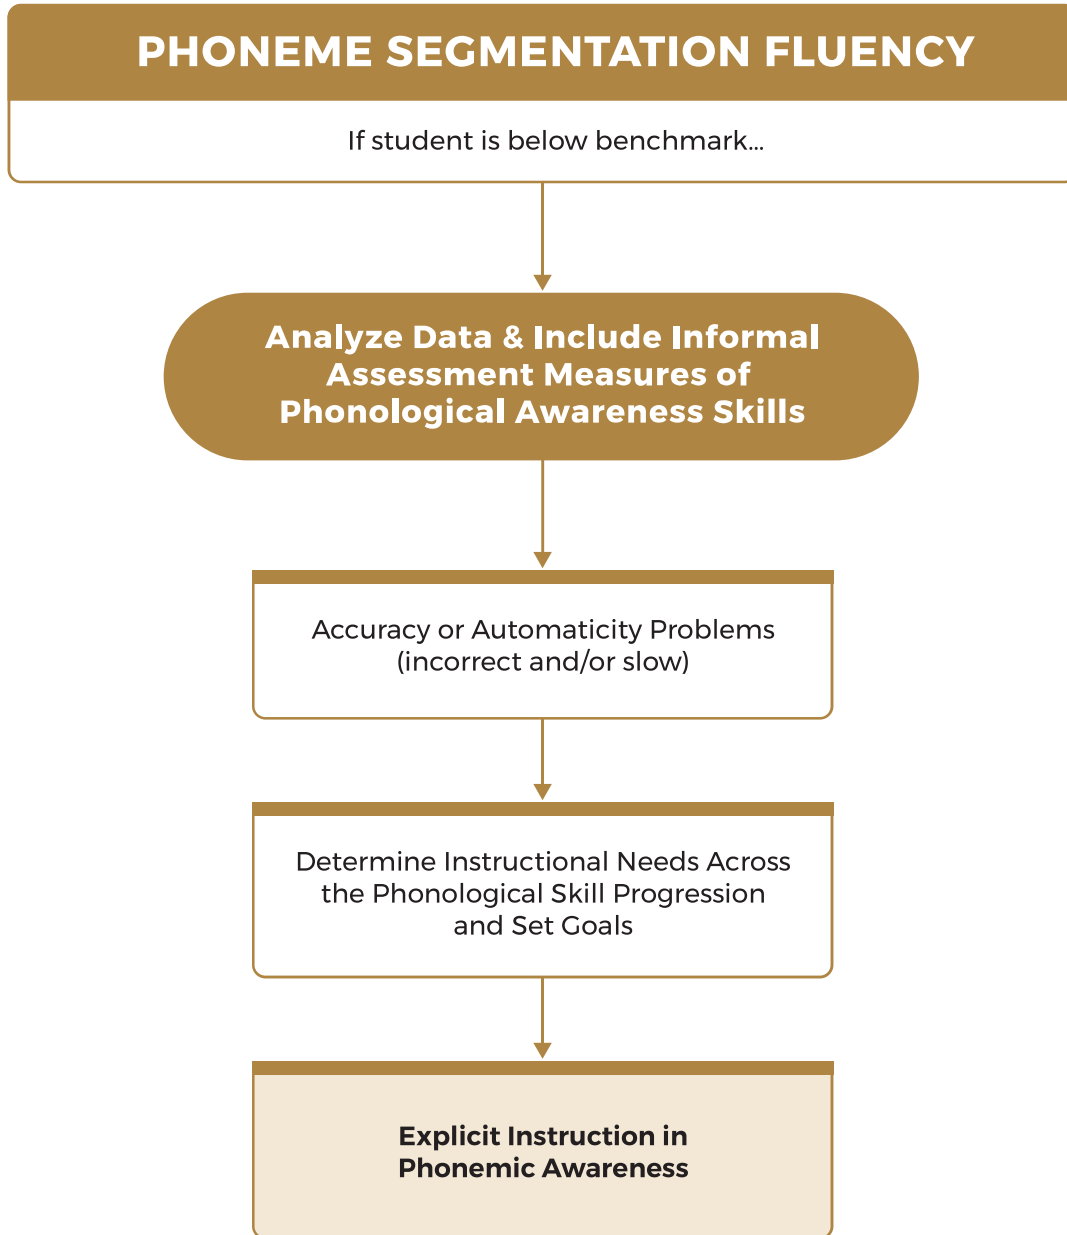 PHONEME SEGMENTATION FLUENCY
If student is below benchmark...
Analyze Data & Include Informal
Assessment Measures of
Phonological Awareness Skills
Accuracy or Automaticity Problems
(incorrect and/or slow)
Determine Instructional Needs Across
the Phonological Skill Progression
and Set Goals
Explicit Instruction in
Phonemic Awareness